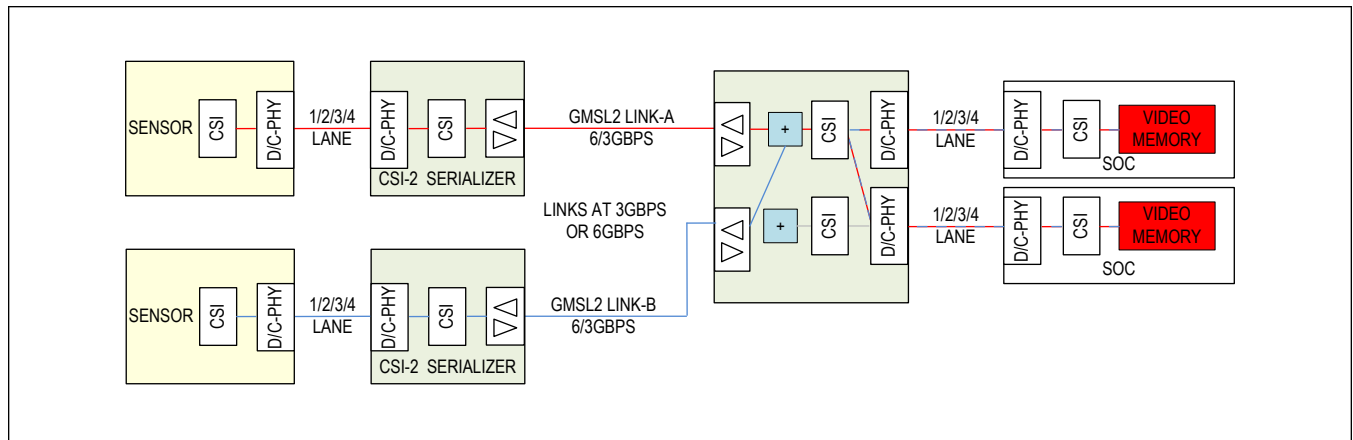 SENSOR
CSI
D/C-PHY
1/2/3/4
LANE
D/C-PHY
CSI
CSI-2 SERIALIZER
GMSL2 LINK-A
6/3GBPS
+
CSI
D/C-PHY
1/2/3/4
LANE
D/C-PHY
CSI
VIDEO
MEMORY
SOC
LINKS AT 3GBPS
OR 6GBPS
+
CSI
D/C-PHY
1/2/3/4
LANE
D/C-PHY
CSI
VIDEO
MEMORY
SOC
SENSOR
CSI
D/C-PHY
1/2/3/4
LANE
D/C-PHY
CSI
CSI-2 SERIALIZER
GMSL2 LINK-B
6/3GBPS